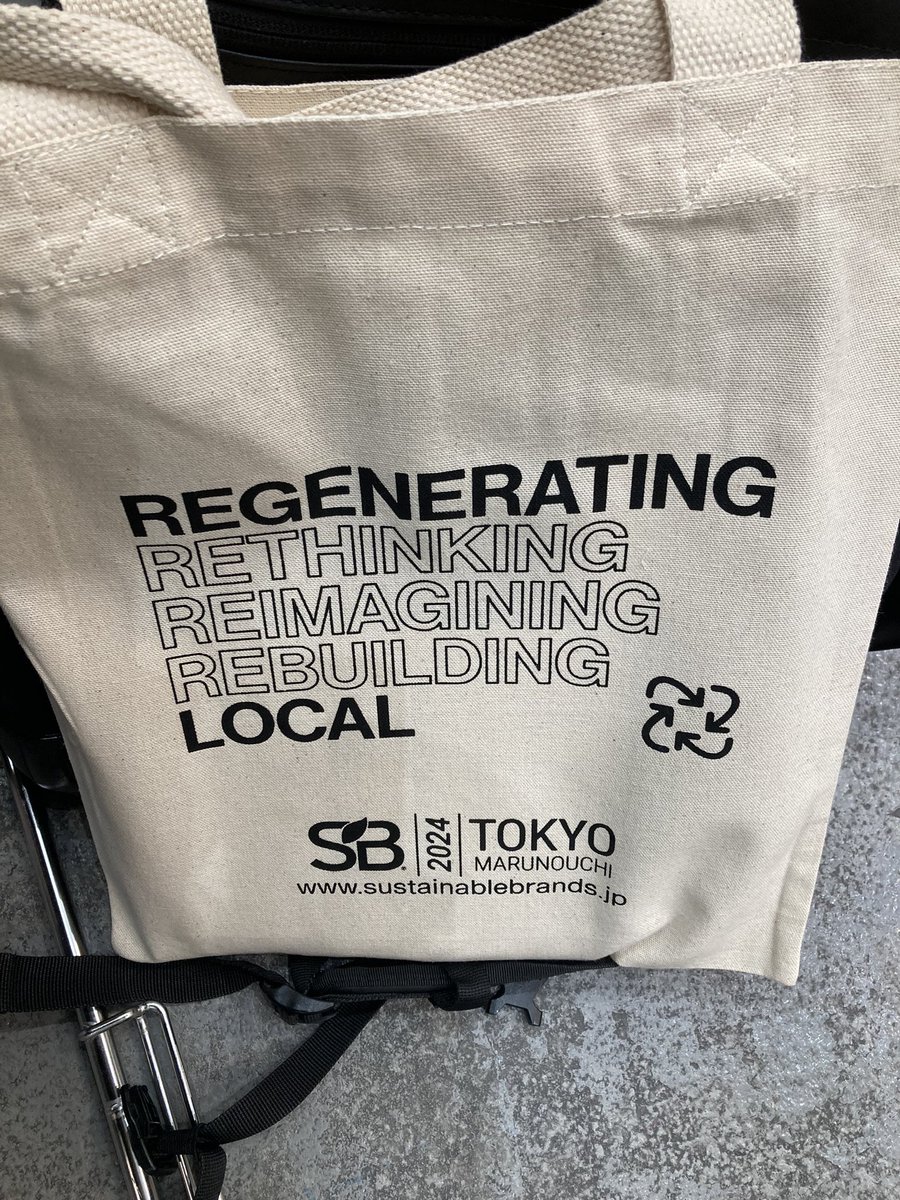 REGENERATING
RETHINKING
REIMAGINING
REBUILDING
LOCAL
SB 2024 TOKYO
MARUNOUCHI
www.sustainablebrands.jp